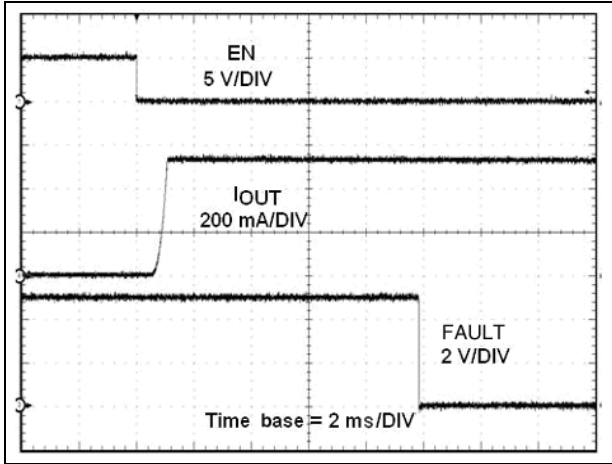 EN
5 V/DIV
IOUT
200 mA/DIV
FAULT
2 V/DIV
Time base = 2 ms/DIV